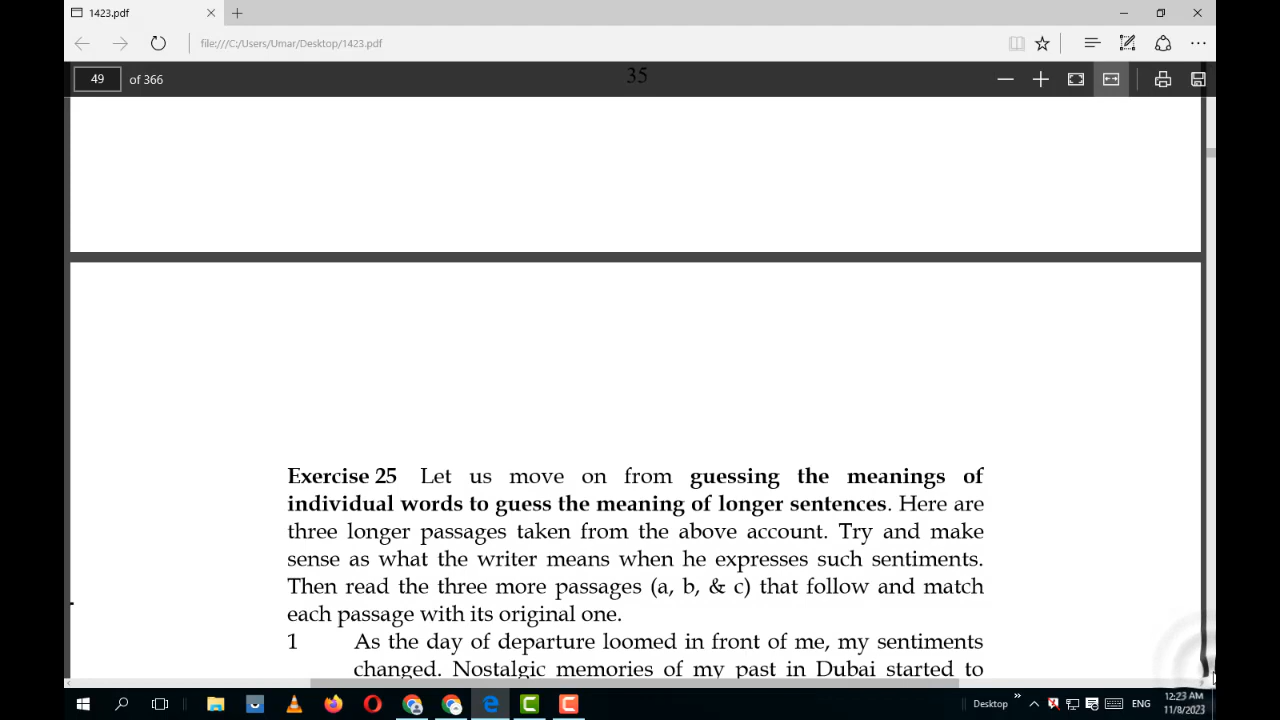 1423.pdf
file:///C:/Users/Umar/Desktop/1423.pdf
49 of 366
35
Exercise 25 Let us move on from guessing the meanings of
individual words to guess the meaning of longer sentences. Here are
three longer passages taken from the above account. Try and make
sense as what the writer means when he expresses such sentiments.
Then read the three more passages (a, b, & c) that follow and match
each passage with its original one.
1 As the day of departure loomed in front of me, my sentiments
changed. Nostalgic memories of my past in Dubai started to
Desktop
ENG
12:23 AM
11/8/2023